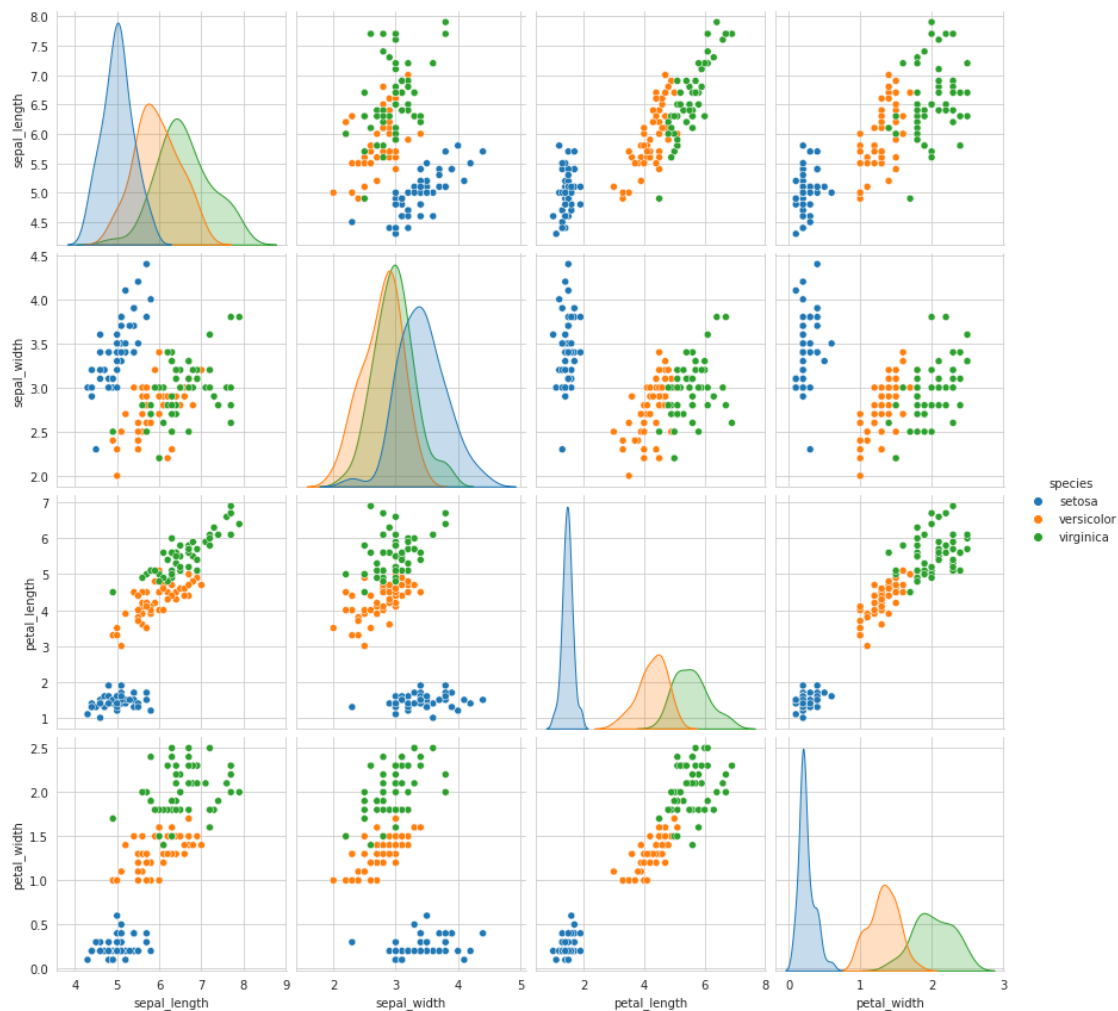 8.0
7.5
7.0
6.5
6.0
5.5
5.0
4.5
sepal_length
4.5
4.0
3.5
3.0
2.5
2.0
sepal_width
species
setosa
versicolor
virginica
7
6
5
4
3
2
1
petal_length
2.5
2.0
1.5
1.0
0.5
0.0
petal_width
4 5 6 7 8 9
sepal_length
2 3 4 5
sepal_width
2 4 6 8
petal_length
0 1 2 3
petal_width